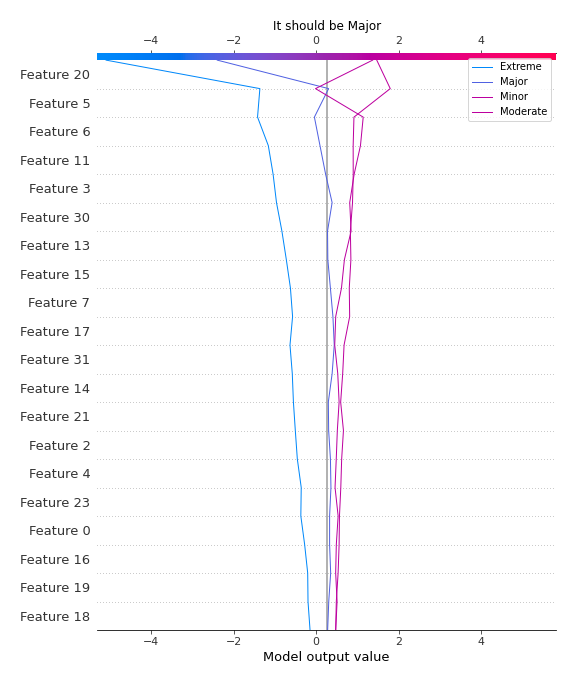 It should be Major
−4 −2 0 2 4
Extreme
Major
Minor
Moderate
Feature 20
Feature 5
Feature 6
Feature 11
Feature 3
Feature 30
Feature 13
Feature 15
Feature 7
Feature 17
Feature 31
Feature 14
Feature 21
Feature 2
Feature 4
Feature 23
Feature 0
Feature 16
Feature 19
Feature 18
−4 −2 0 2 4
Model output value